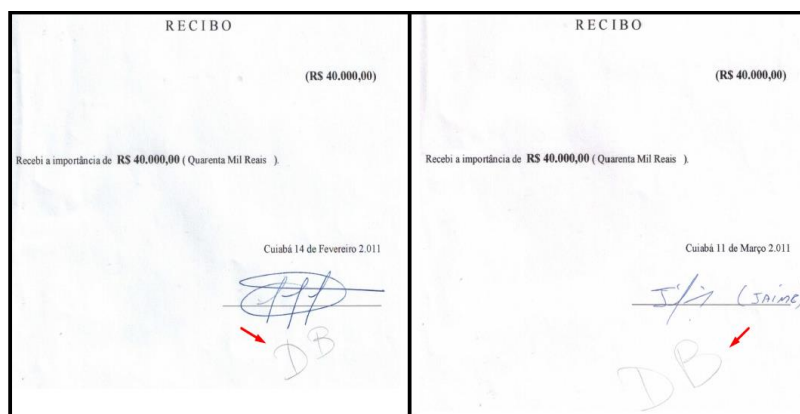 RECIBO
(R$ 40.000,00)
Recebi a importância de R$ 40.000,00 ( Quarenta Mil Reais ).
Cuiabá 14 de Fevereiro 2.011
DB
RECIBO
(R$ 40.000,00)
Recebi a importância de R$ 40.000,00 ( Quarenta Mil Reais ).
Cuiabá 11 de Março 2.011
(JAIME)
DB